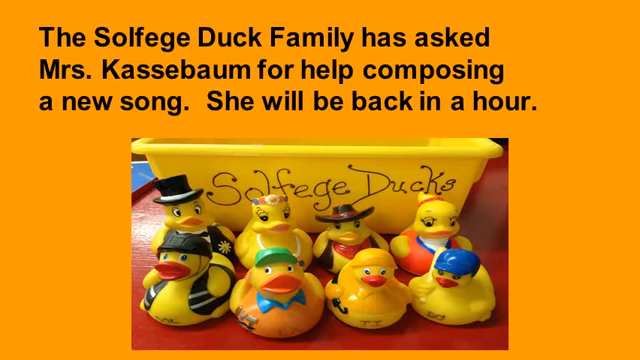 The Solfege Duck Family has asked
Mrs. Kassebaum for help composing
a new song.  She will be back in a hour.
Solfege Ducks